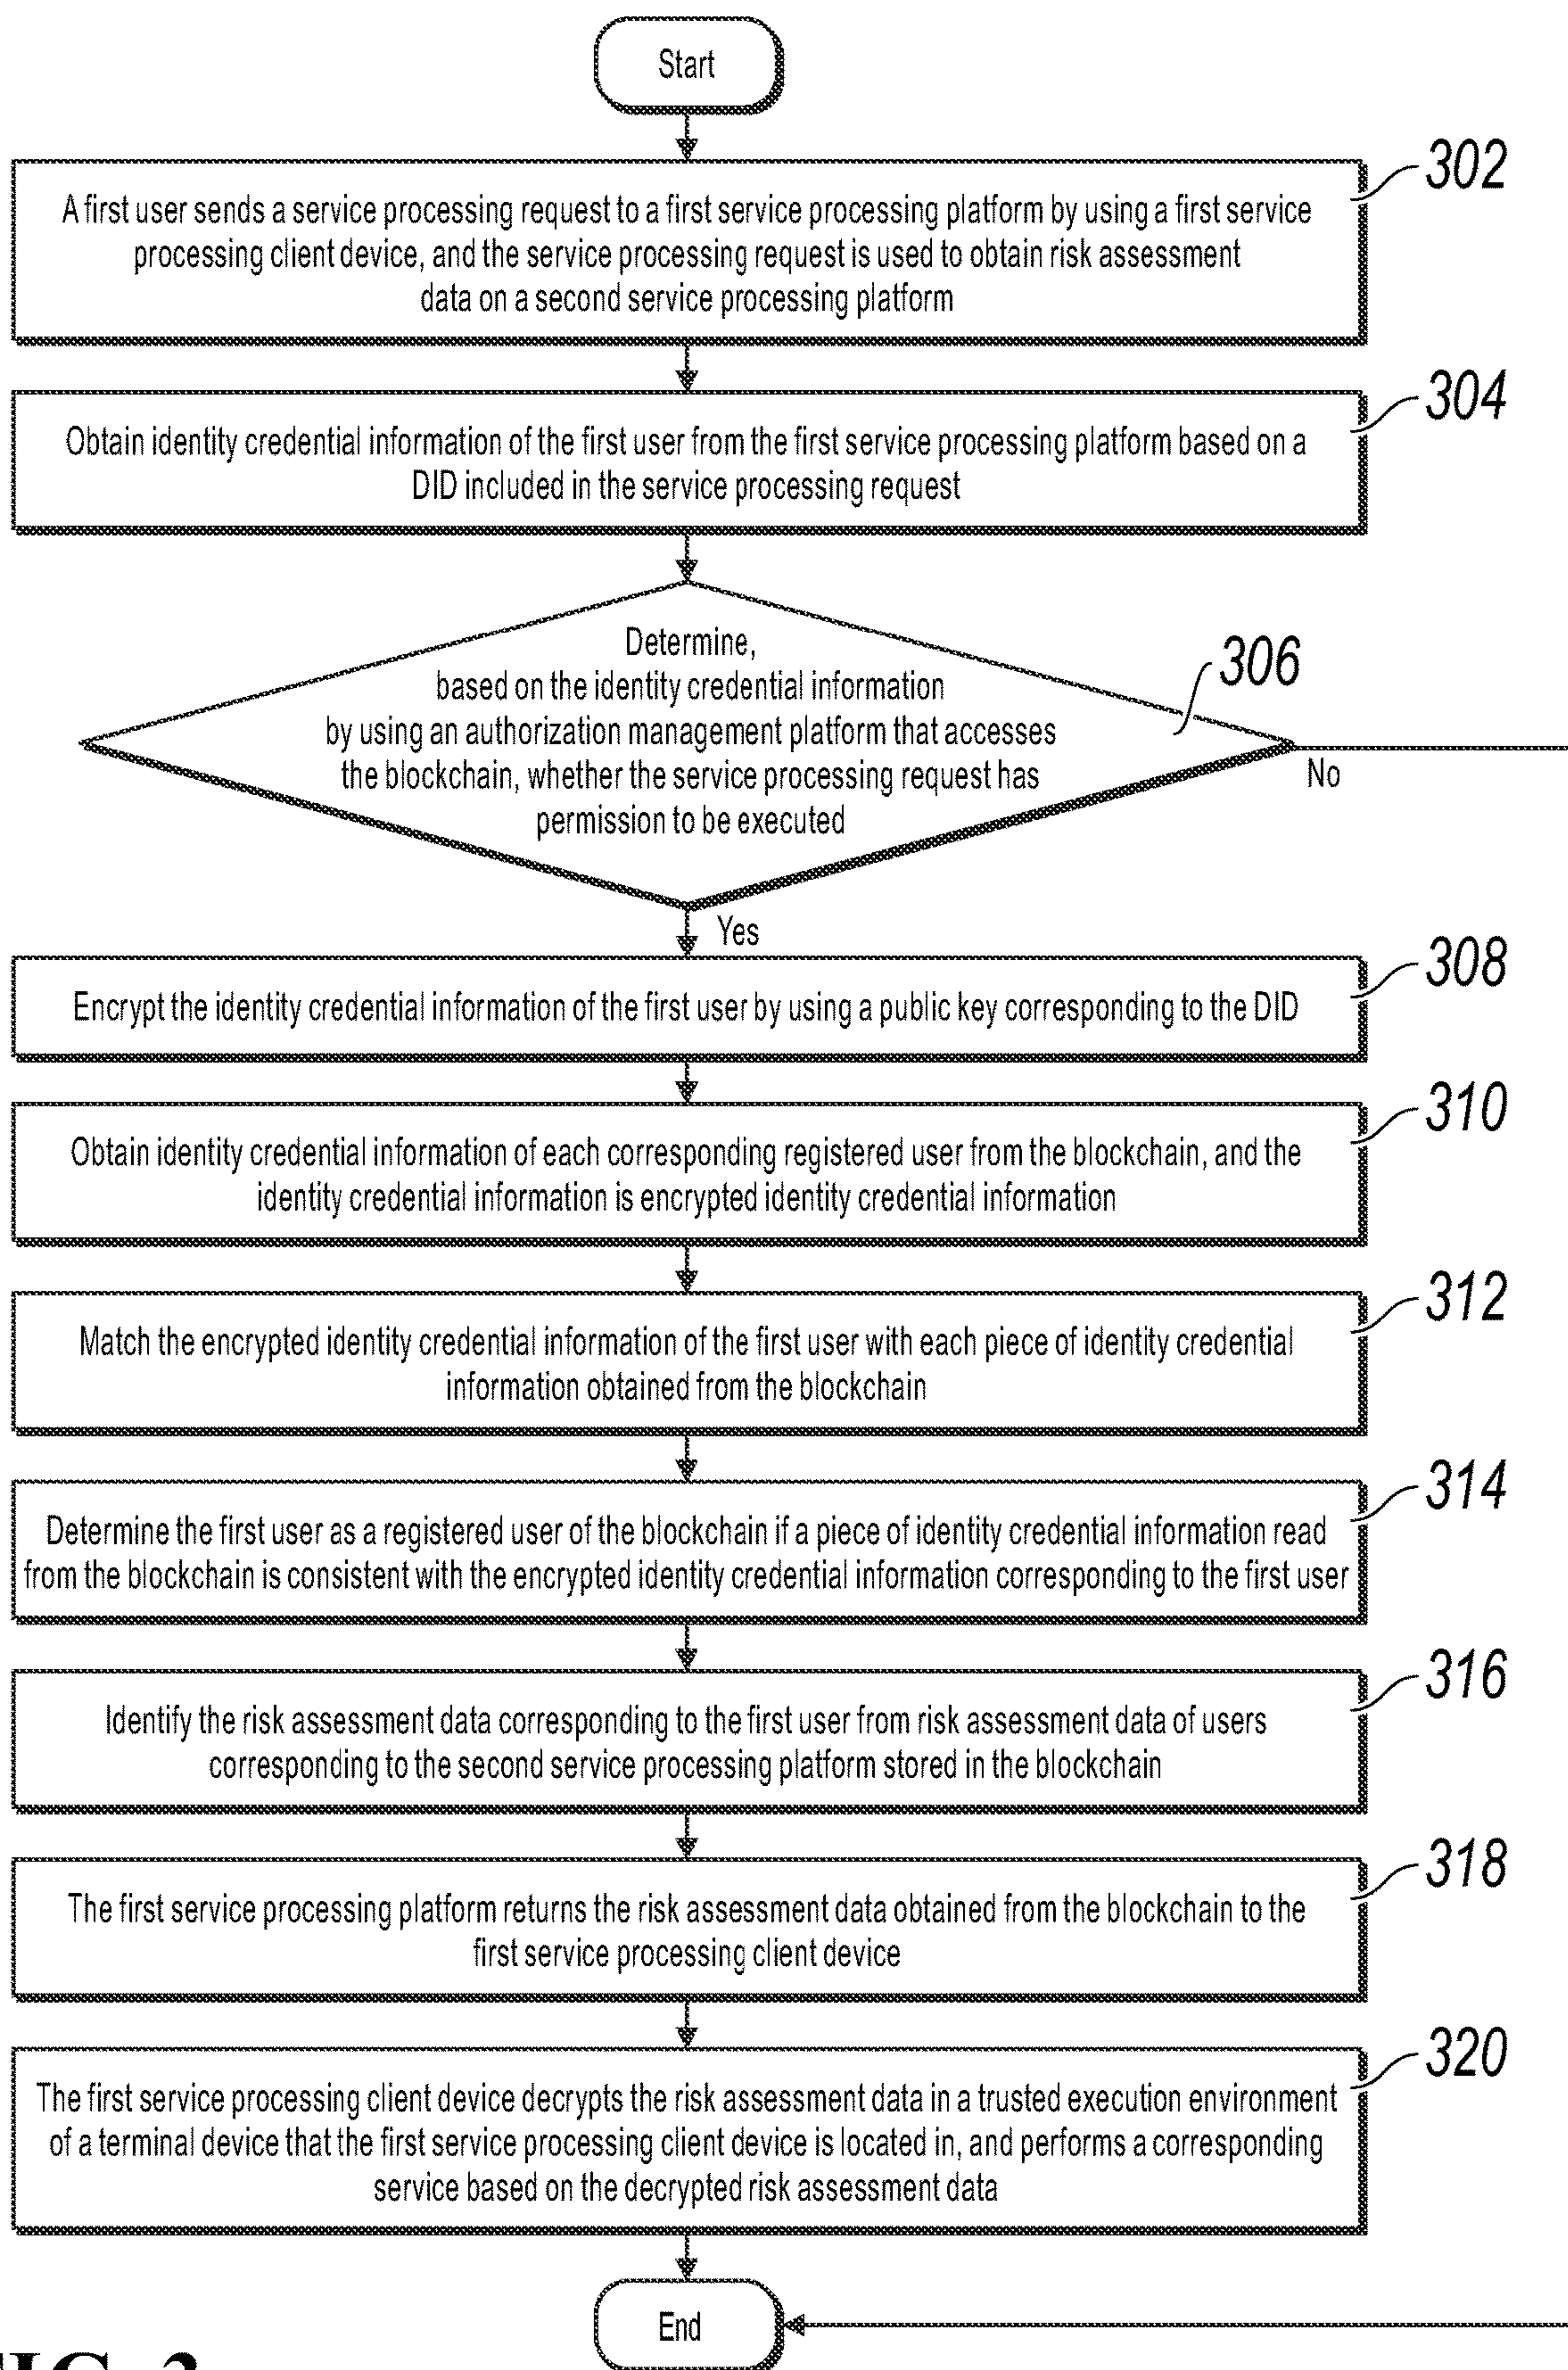 Start
302
A first user sends a service processing request to a first service processing platform by using a first service
processing client device, and the service processing request is used to obtain risk assessment
data on a second service processing platform
304
Obtain identity credential information of the first user from the first service processing platform based on a
DID included in the service processing request
306
Determine,
based on the identity credential information
by using an authorization management platform that accesses
the blockchain, whether the service processing request has
permission to be executed
No
Yes
308
Encrypt the identity credential information of the first user by using a public key corresponding to the DID
310
Obtain identity credential information of each corresponding registered user from the blockchain, and the
identity credential information is encrypted identity credential information
312
Match the encrypted identity credential information of the first user with each piece of identity credential
information obtained from the blockchain
314
Determine the first user as a registered user of the blockchain if a piece of identity credential information read
from the blockchain is consistent with the encrypted identity credential information corresponding to the first user
316
Identify the risk assessment data corresponding to the first user from risk assessment data of users
corresponding to the second service processing platform stored in the blockchain
318
The first service processing platform returns the risk assessment data obtained from the blockchain to the
first service processing client device
320
The first service processing client device decrypts the risk assessment data in a trusted execution environment
of a terminal device that the first service processing client device is located in, and performs a corresponding
service based on the decrypted risk assessment data
End